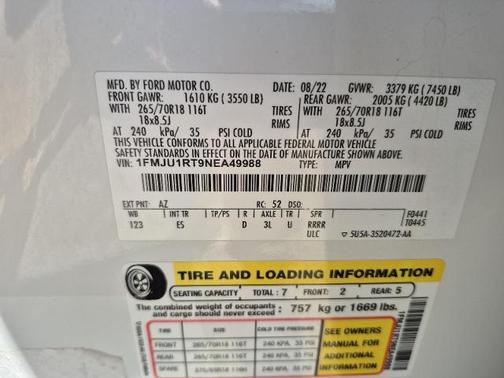 MFD. BY FORD MOTOR CO. DATE: 08/22 GVWR: 3379 KG ( 7450 LB)
FRONT GAWR: 1610 KG ( 3550 LB) REAR GAWR: 2005 KG ( 4420 LB)
WITH 265/70R18 116T TIRES WITH 265/70R18 116T TIRES
18x8.5J RIMS 18x8.5J RIMS
AT 240 kPa/ 35 PSI COLD AT 240 kPa/ 35 PSI COLD
THIS VEHICLE CONFORMS TO ALL APPLICABLE FEDERAL MOTOR VEHICLE
SAFETY STANDARDS IN EFFECT ON THE DATE OF MANUFACTURE SHOWN ABOVE.
VIN: 1FMJU1RT9NEA49988
TYPE: MPV
EXT PNT: AZ RC: 52 DSO:
WB INT TR TP/PS R AXLE TR SPR F0441
123 ES D 3L U RRRR T0445
ULC 5U5A-3520472-AA
TIRE AND LOADING INFORMATION
SEATING CAPACITY TOTAL : 7 FRONT: 2 REAR: 5
The combined weight of occupants and cargo should never exceed : 757 kg or 1669 lbs.
TIRE SIZE COLD TIRE PRESSURE
FRONT 265/70R18 116T 240 KPA, 35 PSI
REAR 265/70R18 116T 240 KPA, 35 PSI
SPARE
SEE OWNERS
MANUAL FOR
ADDITIONAL
INFORMATION